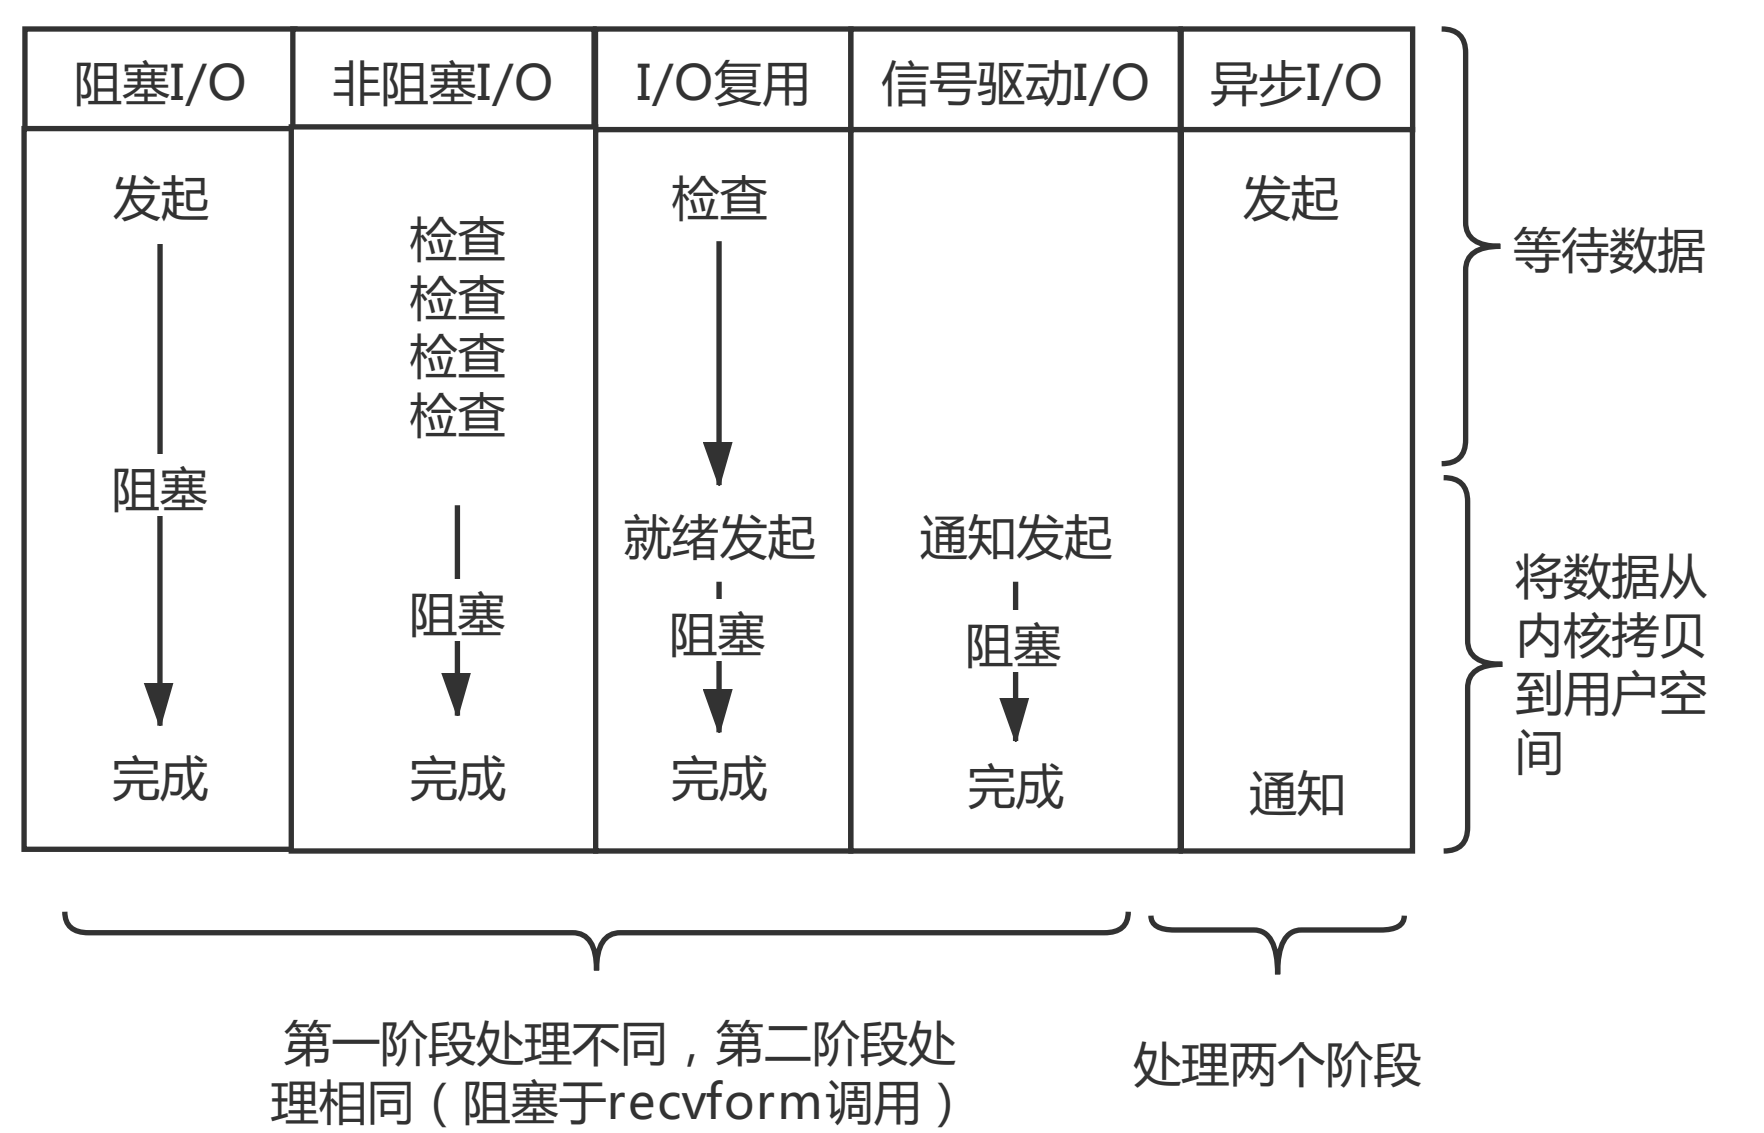 阻塞I/O
非阻塞I/O
I/O复用
信号驱动I/O
异步I/O
发起
阻塞
完成
检查
检查
检查
检查
阻塞
完成
检查
就绪发起
阻塞
完成
通知发起
阻塞
完成
发起
通知
等待数据
将数据从
内核拷贝
到用户空
间
第一阶段处理不同，第二阶段处
理相同（阻塞于recvform调用）
处理两个阶段